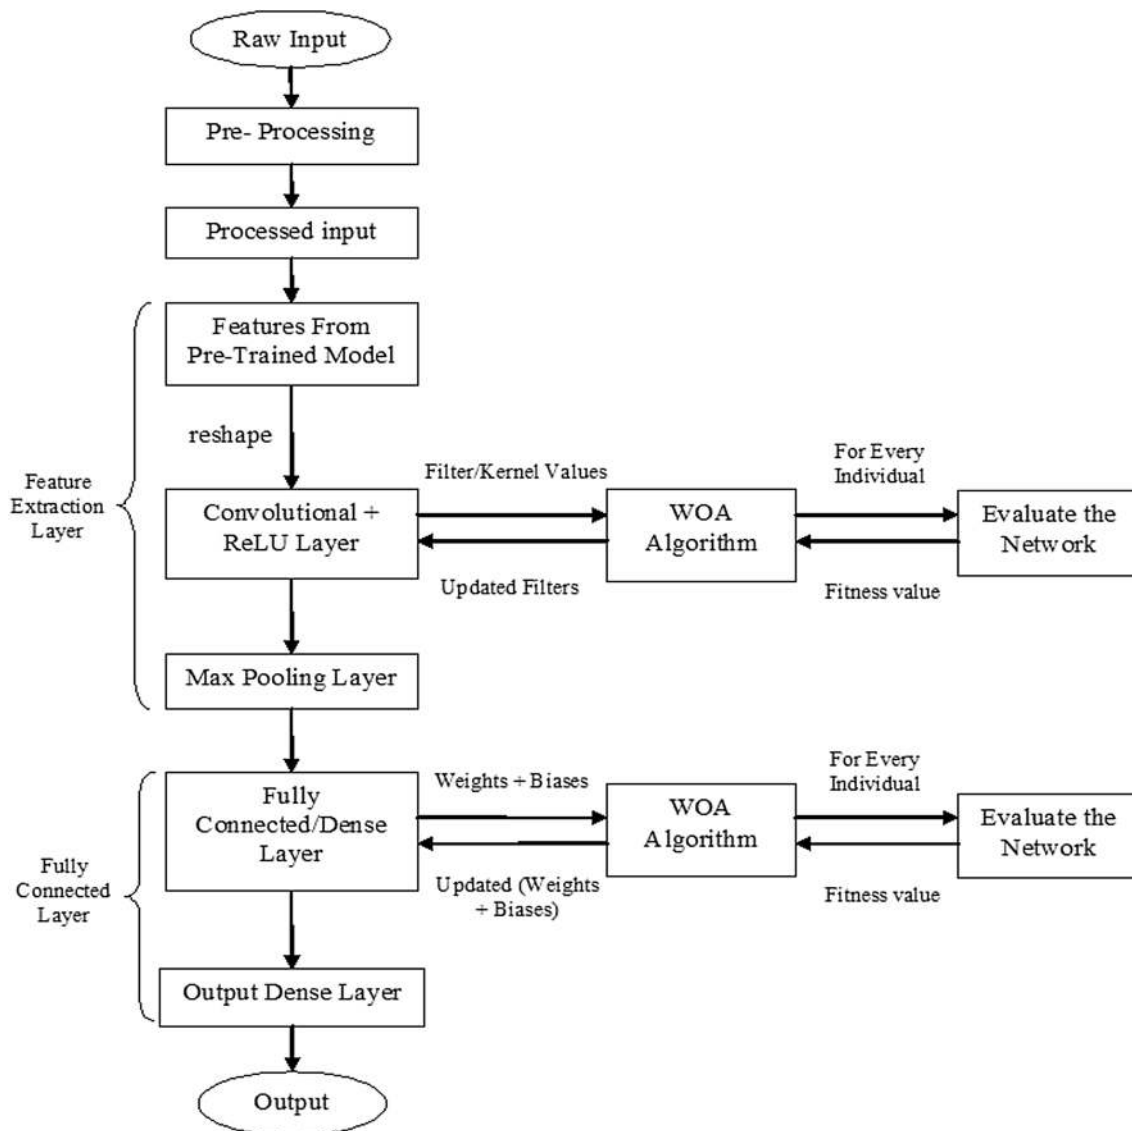 Raw Input
Pre- Processing
Processed input
Features From
Pre-Trained Model
reshape
Feature
Extraction
Layer
Convolutional +
ReLU Layer
Filter/Kernel Values
Updated Filters
WOA
Algorithm
For Every
Individual
Fitness value
Evaluate the
Network
Max Pooling Layer
Fully
Connected
Layer
Fully
Connected/Dense
Layer
Weights + Biases
Updated (Weights
+ Biases)
WOA
Algorithm
For Every
Individual
Fitness value
Evaluate the
Network
Output Dense Layer
Output